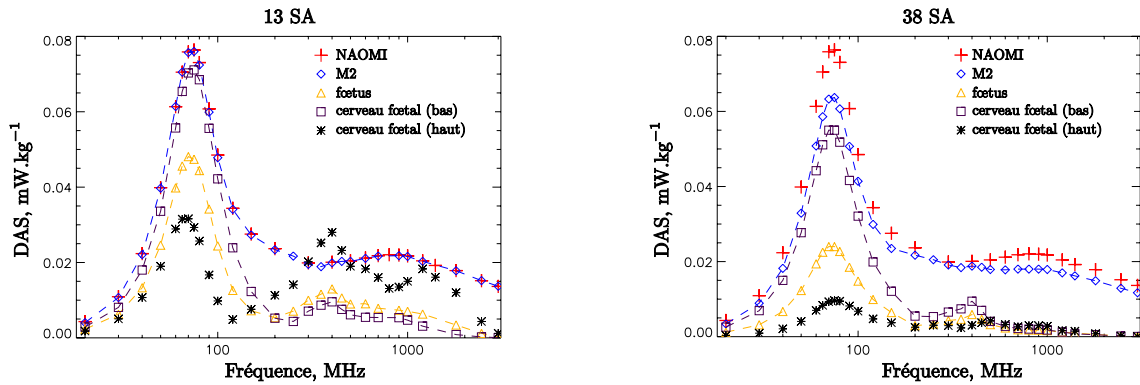 13 SA
DAS, mW.kg⁻¹
0.08
0.06
0.04
0.02
0.00
NAOMI
M2
fœtus
cerveau fœtal (bas)
cerveau fœtal (haut)
100
1000
Fréquence, MHz
38 SA
DAS, mW.kg⁻¹
0.08
0.06
0.04
0.02
0.00
NAOMI
M2
fœtus
cerveau fœtal (bas)
cerveau fœtal (haut)
100
1000
Fréquence, MHz